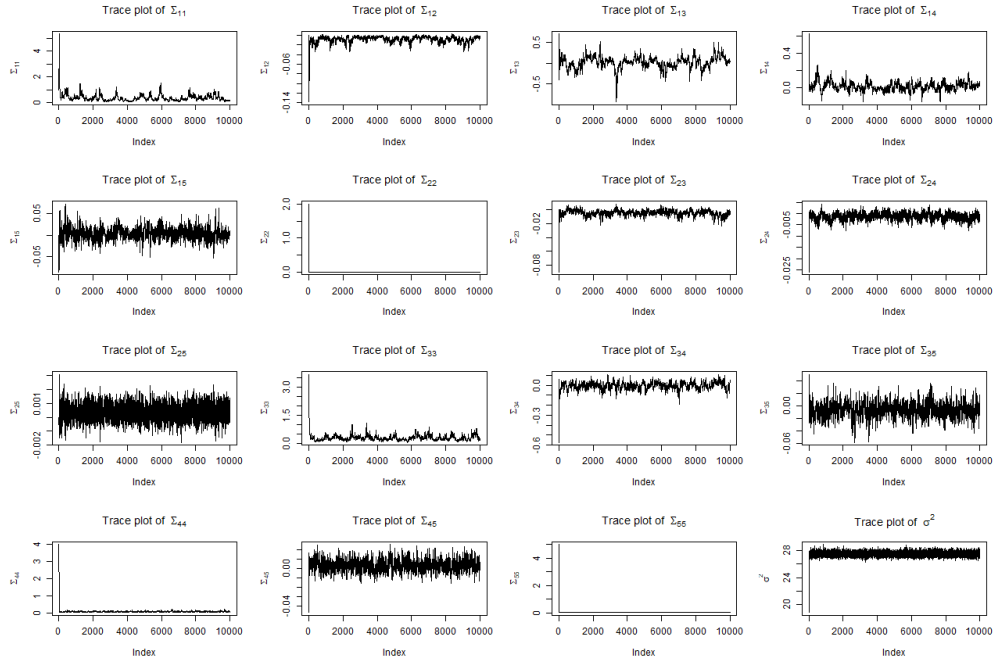 Trace plot of Σ11 Trace plot of Σ12 Trace plot of Σ13 Trace plot of Σ14
Σ11 0 1 2 4 5
Σ12 -0.14 -0.06
Σ13 -0.5 0.5
Σ14 0.0 0.4
0 2000 4000 6000 8000 10000 0 2000 4000 6000 8000 10000 0 2000 4000 6000 8000 10000 0 2000 4000 6000 8000 10000
Index Index Index Index
Trace plot of Σ15 Trace plot of Σ22 Trace plot of Σ23 Trace plot of Σ24
Σ15 -0.05 0.05
Σ22 0.0 1.0 1.5 2.0
Σ23 -0.08 -0.02
Σ24 -0.025 -0.005
0 2000 4000 6000 8000 10000 0 2000 4000 6000 8000 10000 0 2000 4000 6000 8000 10000 0 2000 4000 6000 8000 10000
Index Index Index Index
Trace plot of Σ25 Trace plot of Σ33 Trace plot of Σ34 Trace plot of Σ35
Σ25 -0.002 0.001
Σ33 0.0 1.5 3.0
Σ34 -0.6 -0.3 0.0
Σ35 -0.06 0.00
0 2000 4000 6000 8000 10000 0 2000 4000 6000 8000 10000 0 2000 4000 6000 8000 10000 0 2000 4000 6000 8000 10000
Index Index Index Index
Trace plot of Σ44 Trace plot of Σ45 Trace plot of Σ55 Trace plot of σ²
Σ44 0 1 2 3 4
Σ45 -0.04 0.00
Σ55 0 1 2 3 4
σ² 20 24 28
0 2000 4000 6000 8000 10000 0 2000 4000 6000 8000 10000 0 2000 4000 6000 8000 10000 0 2000 4000 6000 8000 10000
Index Index Index Index